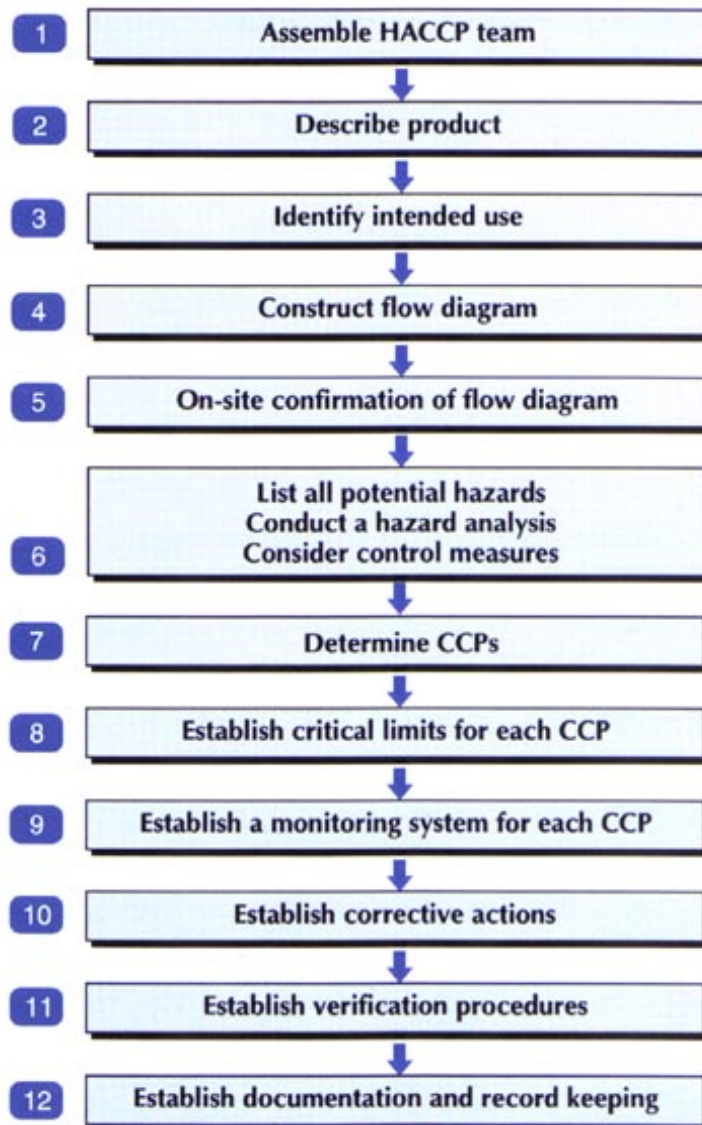 1 Assemble HACCP team
2 Describe product
3 Identify intended use
4 Construct flow diagram
5 On-site confirmation of flow diagram
List all potential hazards
Conduct a hazard analysis
6 Consider control measures
7 Determine CCPs
8 Establish critical limits for each CCP
9 Establish a monitoring system for each CCP
10 Establish corrective actions
11 Establish verification procedures
12 Establish documentation and record keeping